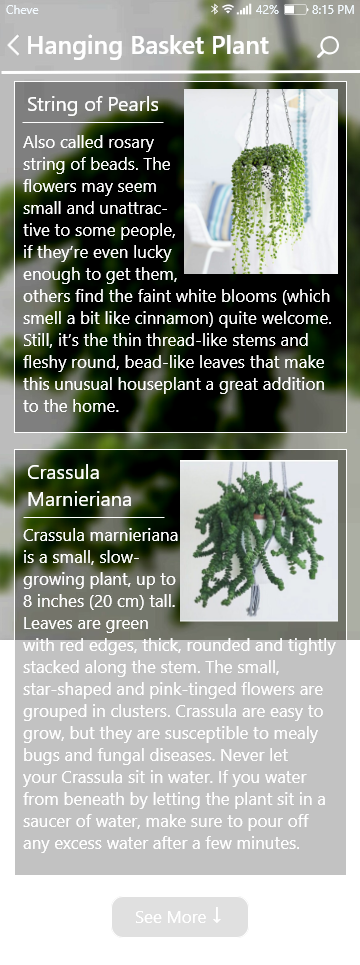 Cheve 42% 8:15 PM
Hanging Basket Plant
String of Pearls
Also called rosary
string of beads. The
flowers may seem
small and unattrac-
tive to some people,
if they're even lucky
enough to get them,
others find the faint white blooms (which
smell a bit like cinnamon) quite welcome.
Still, it's the thin thread-like stems and
fleshy round, bead-like leaves that make
this unusual houseplant a great addition
to the home.
Crassula
Marnieriana
Crassula marnieriana
is a small, slow-
growing plant, up to
8 inches (20 cm) tall.
Leaves are green
with red edges, thick, rounded and tightly
stacked along the stem. The small,
star-shaped and pink-tinged flowers are
grouped in clusters. Crassula are easy to
grow, but they are susceptible to mealy
bugs and fungal diseases. Never let
your Crassula sit in water. If you water
from beneath by letting the plant sit in a
saucer of water, make sure to pour off
any excess water after a few minutes.
See More ↓